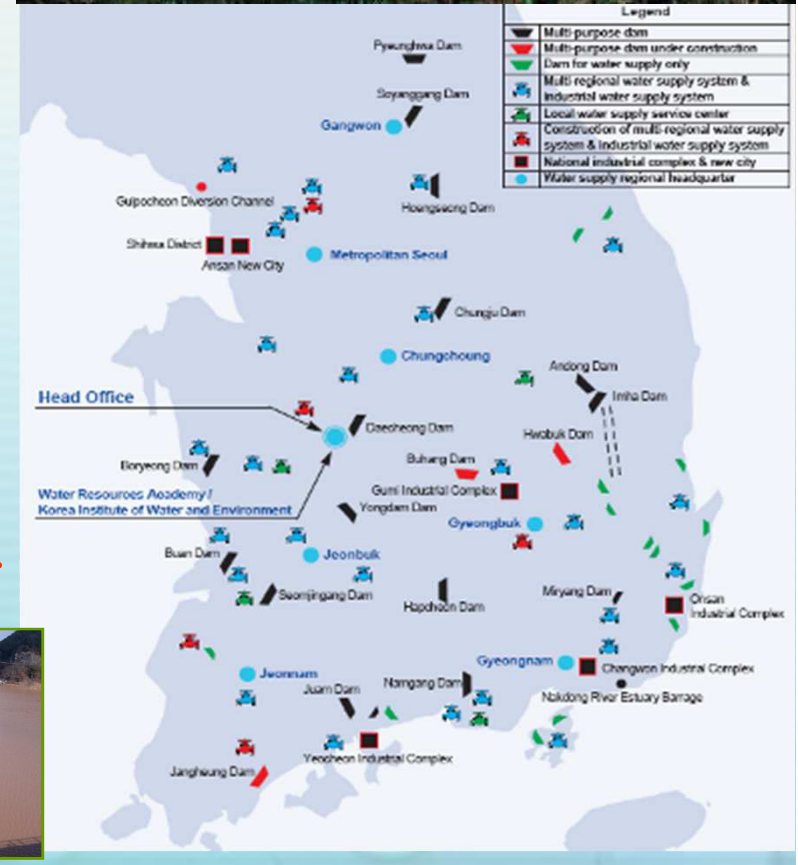 Legend
Multi-purpose dam
Multi-purpose dam under construction
Dam for water supply only
Multi regional water supply system &
industrial water supply system
Local water supply service center
Construction of multi-regional water supply
system & industrial water supply system
National industrial complex & new city
Water supply regional headquarter
Pyeunghwa Dam
Soyanggang Dam
Gangwon
Gulpocheon Diversion Channel
Hoengseong Dam
Shihwa District
Ansan New City
Metropolitan Seoul
Chungju Dam
Chungchoung
Andong Dam
Imha Dam
Head Office
Daecheong Dam
Hwabuk Dam
Boryeong Dam
Buhang Dam
Gumi Industrial Complex
Water Resources Academy /
Korea Institute of Water and Environment
Yongdam Dam
Gyeongbuk
Buan Dam
Jeonbuk
Seomjingang Dam
Hapcheon Dam
Miryang Dam
Onsan
Industrial Complex
Jeonnam
Gyeongnam
Changwon Industrial Complex
Juam Dam
Namgang Dam
Nakdong River Estuary Barrage
Jangheung Dam
Yeocheon Industrial Complex